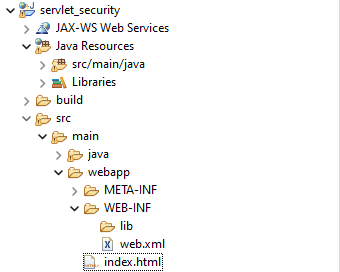 servlet_security
JAX-WS Web Services
Java Resources
src/main/java
Libraries
build
src
main
java
webapp
META-INF
WEB-INF
lib
web.xml
index.html